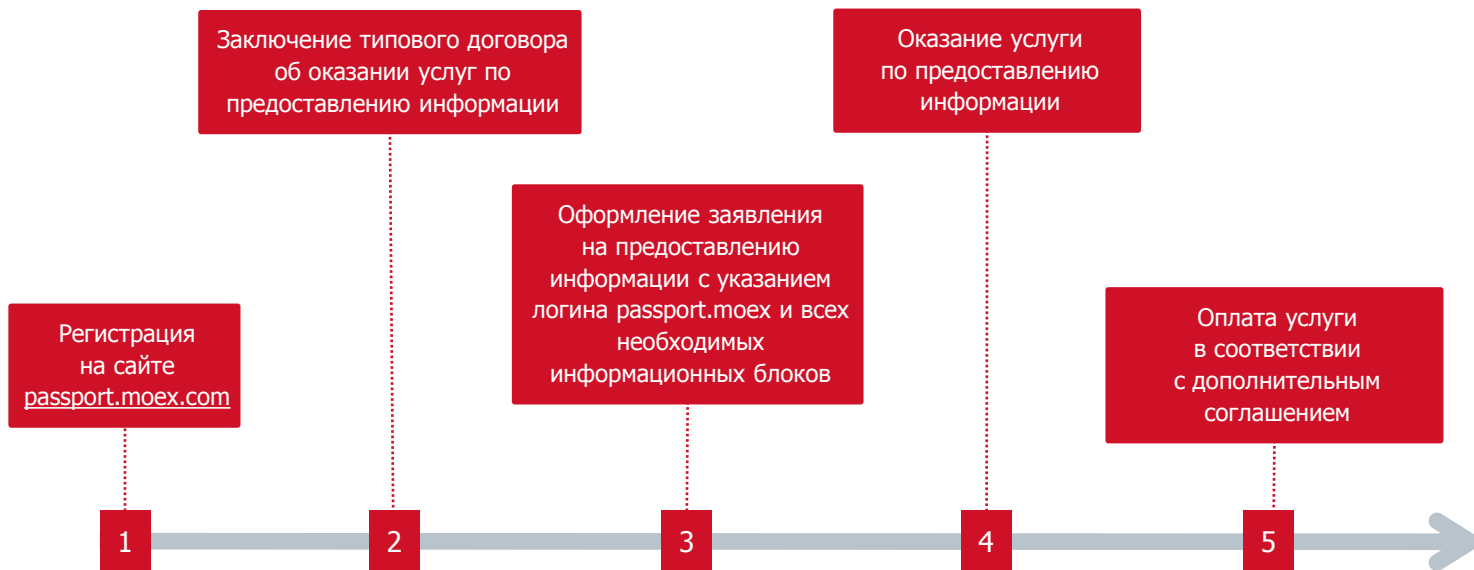 Заключение типового договора
об оказании услуг по
предоставлению информации
Оказание услуги
по предоставлению
информации
Оформление заявления
на предоставлению
информации с указанием
логина passport.moex и всех
необходимых
информационных блоков
Регистрация
на сайте
passport.moex.com
Оплата услуги
в соответствии
с дополнительным
соглашением
1
2
3
4
5